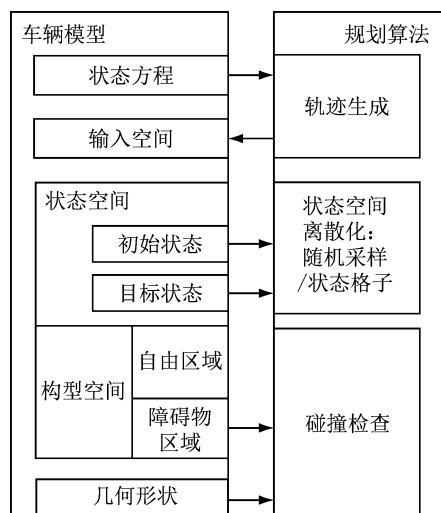 车辆模型
规划算法
状态方程
轨迹生成
输入空间
状态空间
初始状态
目标状态
状态空间
离散化：
随机采样
/状态格子
构型空间
自由区域
障碍物
区域
碰撞检查
几何形状